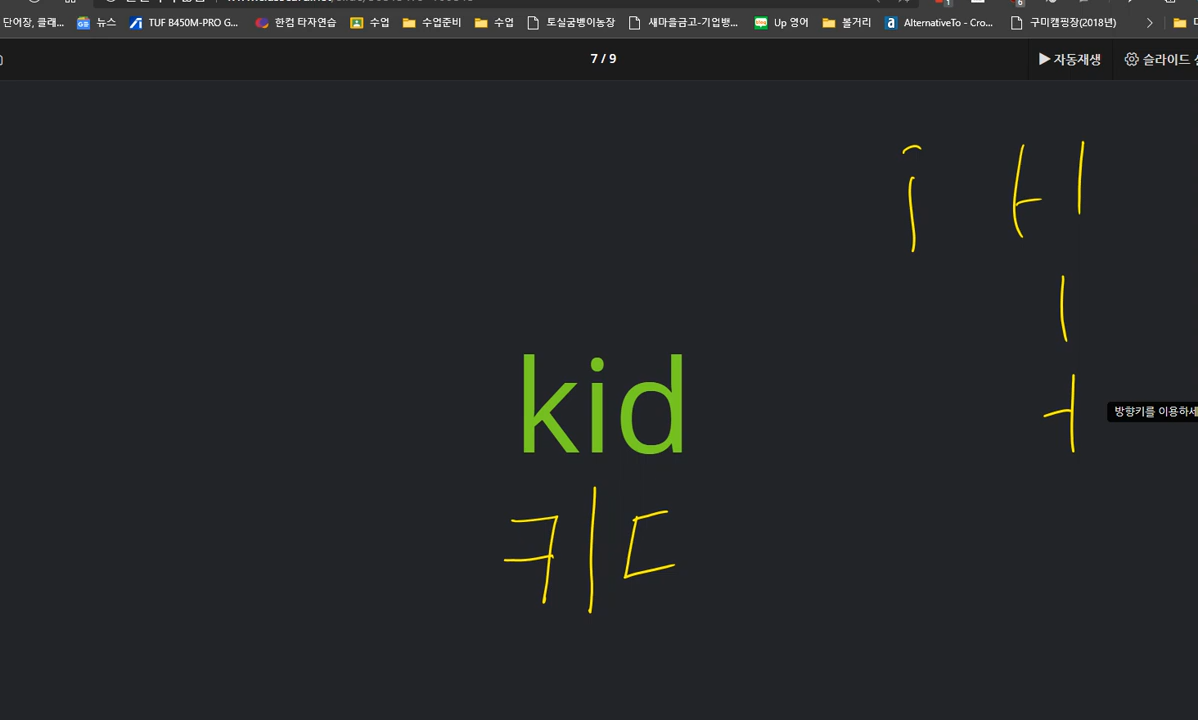 단어장, 클래... 뉴스 TUF B450M-PRO G... 한컴 타자연습 수업 수업준비 수업 토실굼벵이농장 새마을금고-기업뱅... Up 영어 볼거리 AlternativeTo - Cro... 구미캠핑장(2018년)
7 / 9
자동재생 슬라이드
i ㅐ
ㅣ
kid
ㅓ
방향키를 이용하세
ㅋㅣㄷ